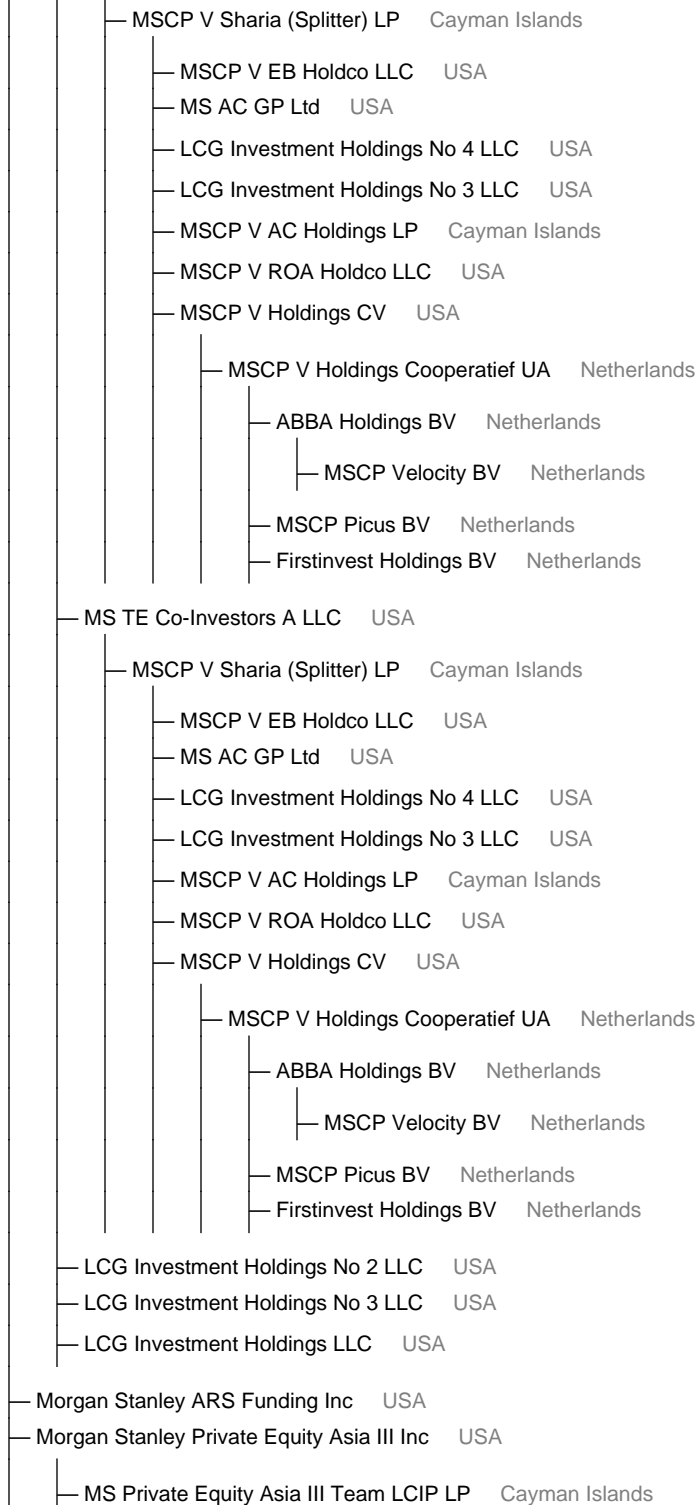 MSCP V Sharia (Splitter) LP Cayman Islands
MSCP V EB Holdco LLC USA
MS AC GP Ltd USA
LCG Investment Holdings No 4 LLC USA
LCG Investment Holdings No 3 LLC USA
MSCP V AC Holdings LP Cayman Islands
MSCP V ROA Holdco LLC USA
MSCP V Holdings CV USA
MSCP V Holdings Cooperatief UA Netherlands
ABBA Holdings BV Netherlands
MSCP Velocity BV Netherlands
MSCP Picus BV Netherlands
Firstinvest Holdings BV Netherlands
MS TE Co-Investors A LLC USA
MSCP V Sharia (Splitter) LP Cayman Islands
MSCP V EB Holdco LLC USA
MS AC GP Ltd USA
LCG Investment Holdings No 4 LLC USA
LCG Investment Holdings No 3 LLC USA
MSCP V AC Holdings LP Cayman Islands
MSCP V ROA Holdco LLC USA
MSCP V Holdings CV USA
MSCP V Holdings Cooperatief UA Netherlands
ABBA Holdings BV Netherlands
MSCP Velocity BV Netherlands
MSCP Picus BV Netherlands
Firstinvest Holdings BV Netherlands
LCG Investment Holdings No 2 LLC USA
LCG Investment Holdings No 3 LLC USA
LCG Investment Holdings LLC USA
Morgan Stanley ARS Funding Inc USA
Morgan Stanley Private Equity Asia III Inc USA
MS Private Equity Asia III Team LCIP LP Cayman Islands